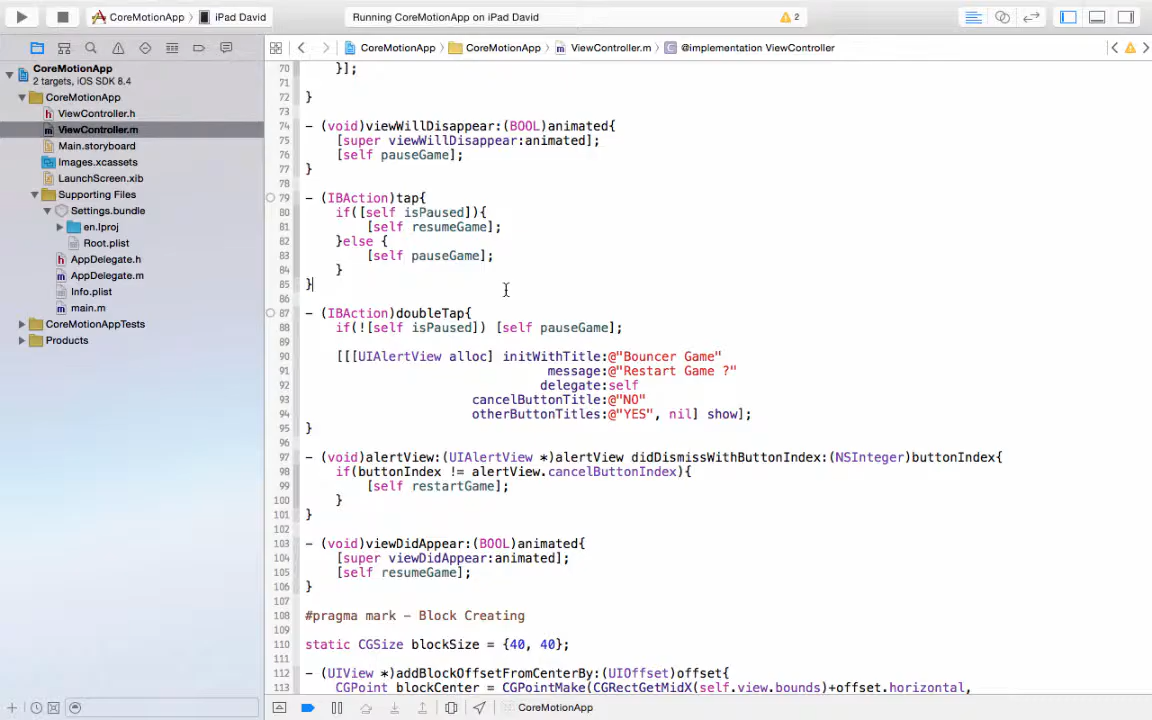 CoreMotionApp iPad David
Running CoreMotionApp on iPad David
2
CoreMotionApp CoreMotionApp ViewController.m @implementation ViewController
CoreMotionApp
2 targets, iOS SDK 8.4
CoreMotionApp
ViewController.h
ViewController.m
Main.storyboard
Images.xcassets
LaunchScreen.xib
Supporting Files
Settings.bundle
en.lproj
Root.plist
AppDelegate.h
AppDelegate.m
Info.plist
main.m
CoreMotionAppTests
Products
70 }];
71
72 }
73
74 - (void)viewWillDisappear:(BOOL)animated{
75 [super viewWillDisappear:animated];
76 [self pauseGame];
77 }
78
79 - (IBAction)tap{
80 if([self isPaused]){
81 [self resumeGame];
82 }else {
83 [self pauseGame];
84 }
85 }
86
87 - (IBAction)doubleTap{
88 if(![self isPaused]) [self pauseGame];
89
90 [[[UIAlertView alloc] initWithTitle:@"Bouncer Game"
91 message:@"Restart Game ?"
92 delegate:self
93 cancelButtonTitle:@"NO"
94 otherButtonTitles:@"YES", nil] show];
95 }
96
97 - (void)alertView:(UIAlertView *)alertView didDismissWithButtonIndex:(NSInteger)buttonIndex{
98 if(buttonIndex != alertView.cancelButtonIndex){
99 [self restartGame];
100 }
101 }
102
103 - (void)viewDidAppear:(BOOL)animated{
104 [super viewDidAppear:animated];
105 [self resumeGame];
106 }
107
108 #pragma mark - Block Creating
109
110 static CGSize blockSize = {40, 40};
111
112 - (UIView *)addBlockOffsetFromCenterBy:(UIOffset)offset{
113 CGPoint blockCenter = CGPointMake(CGRectGetMidX(self.view.bounds)+offset.horizontal,
CoreMotionApp